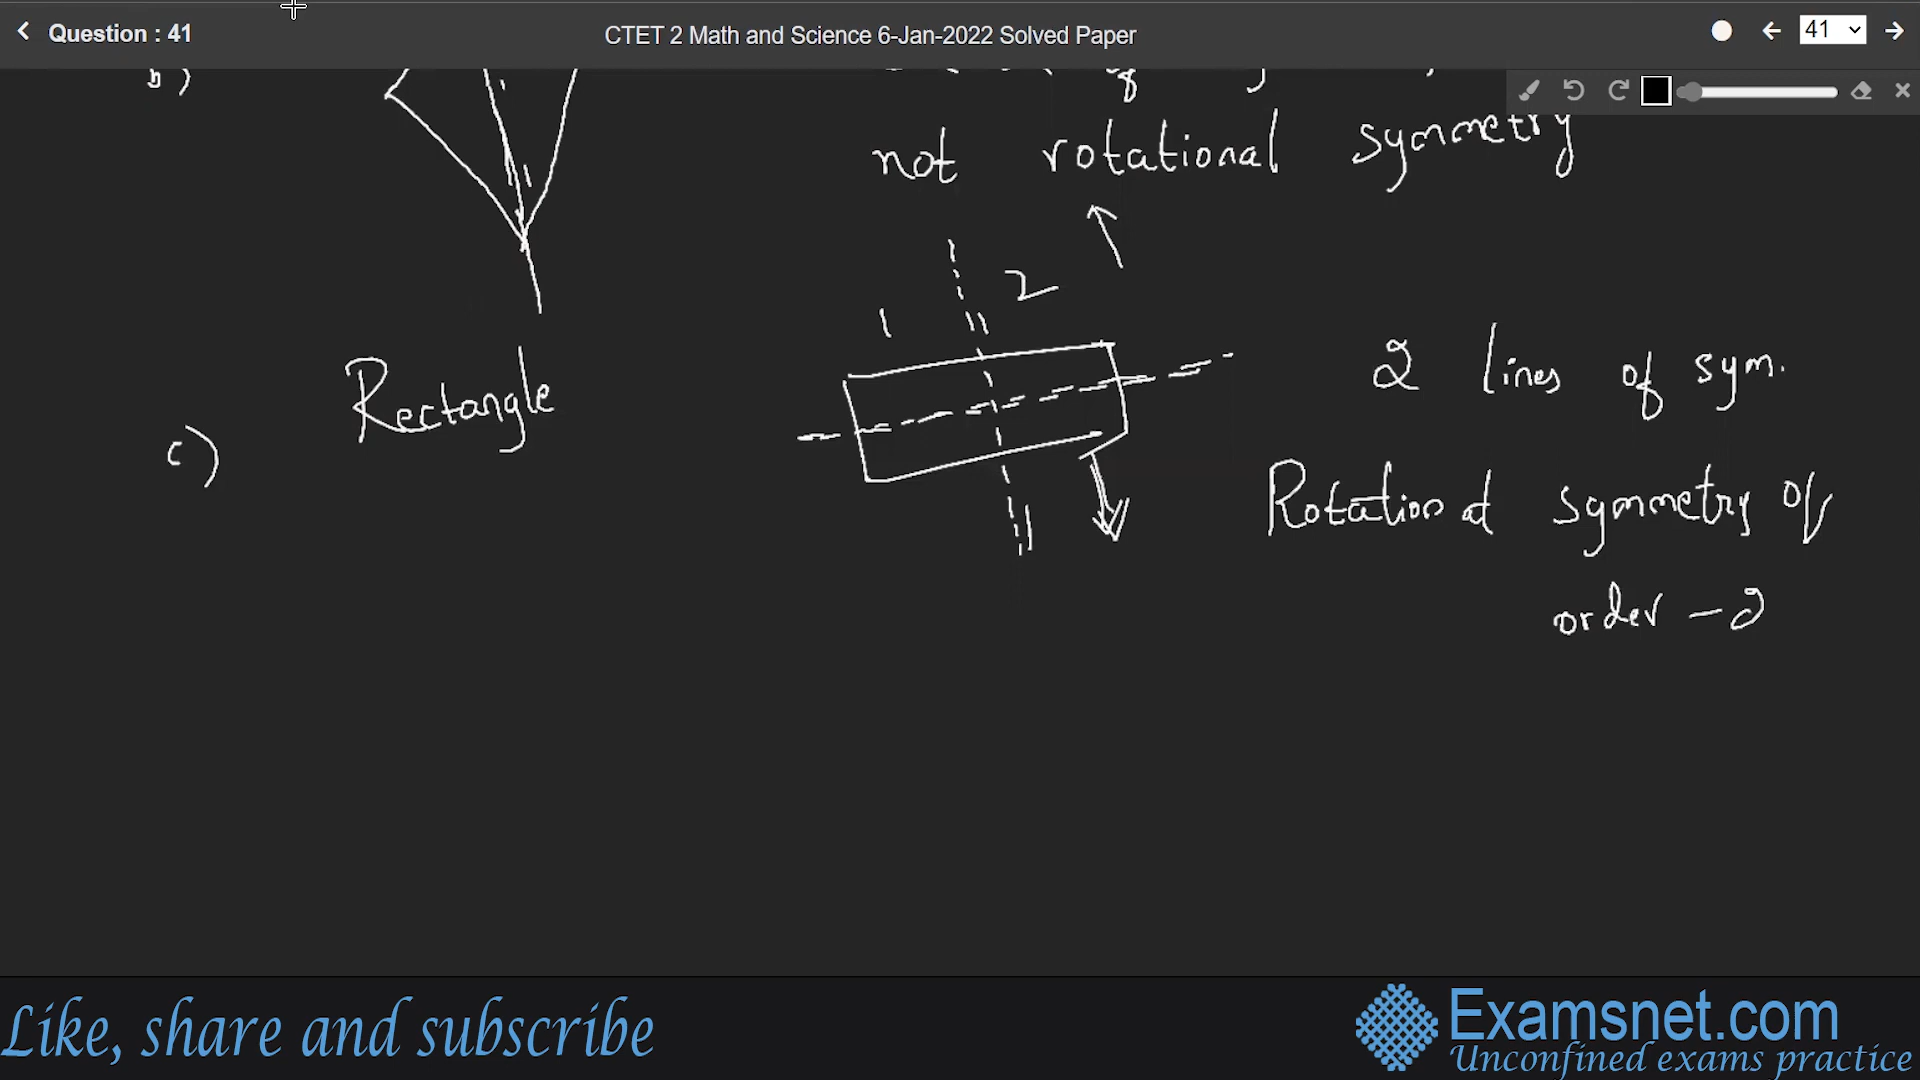 Question : 41
CTET 2 Math and Science 6-Jan-2022 Solved Paper
41
b)
of
not rotational symmetry
1 2
c) Rectangle
2 lines of sym.
Rotational symmetry of
order - 2
Like, share and subscribe
Examsnet.com
Unconfined exams practice